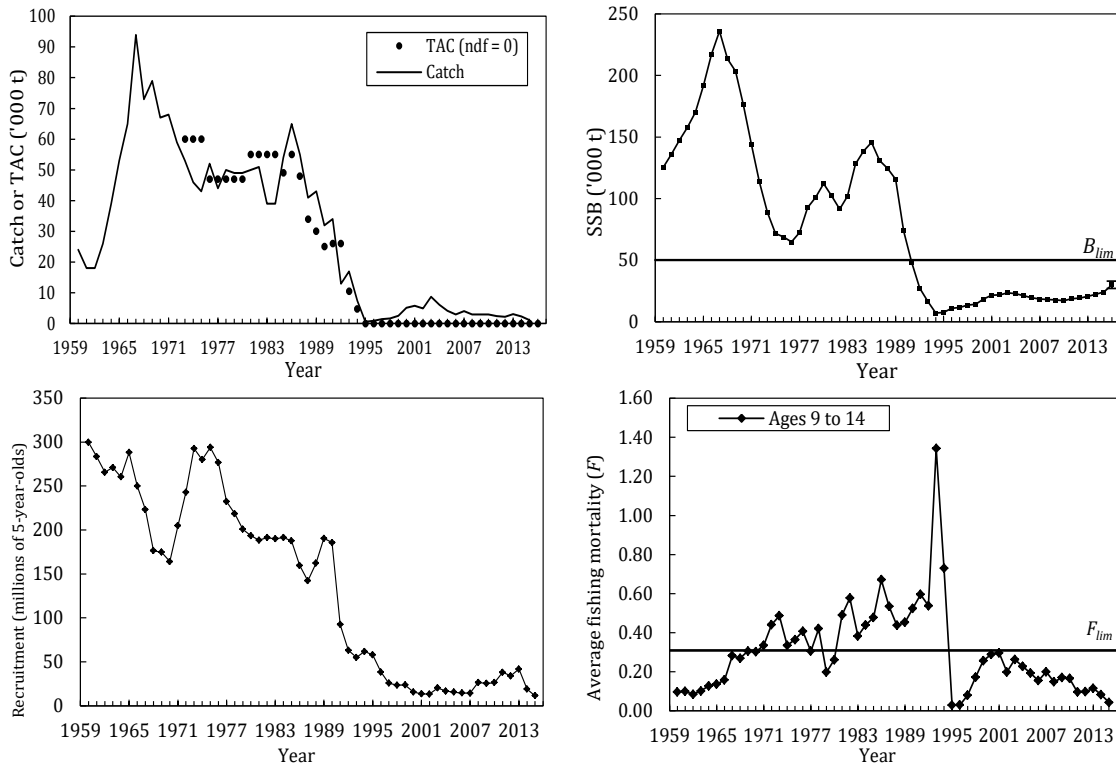 100
90
80
70
60
50
40
30
20
10
0
Catch or TAC ('000 t)
TAC (ndf = 0)
Catch
1959 1965 1971 1977 1983 1989 1995 2001 2007 2013
Year
250
200
150
100
50
0
SSB ('000 t)
Blim
1959 1965 1971 1977 1983 1989 1995 2001 2007 2013
Year
350
300
250
200
150
100
50
0
Recruitment (millions of 5-year-olds)
1959 1965 1971 1977 1983 1989 1995 2001 2007 2013
Year
1.60
1.40
1.20
1.00
0.80
0.60
0.40
0.20
0.00
Average fishing mortality (F)
Ages 9 to 14
Flim
1959 1965 1971 1977 1983 1989 1995 2001 2007 2013
Year